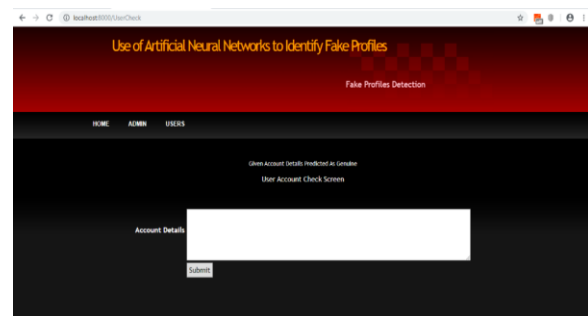 localhost:8000/UserCheck
Use of Artificial Neural Networks to Identify Fake Profiles
Fake Profiles Detection
HOME ADMIN USERS
Given Account Details Predicted As Genuine
User Account Check Screen
Account Details
Submit